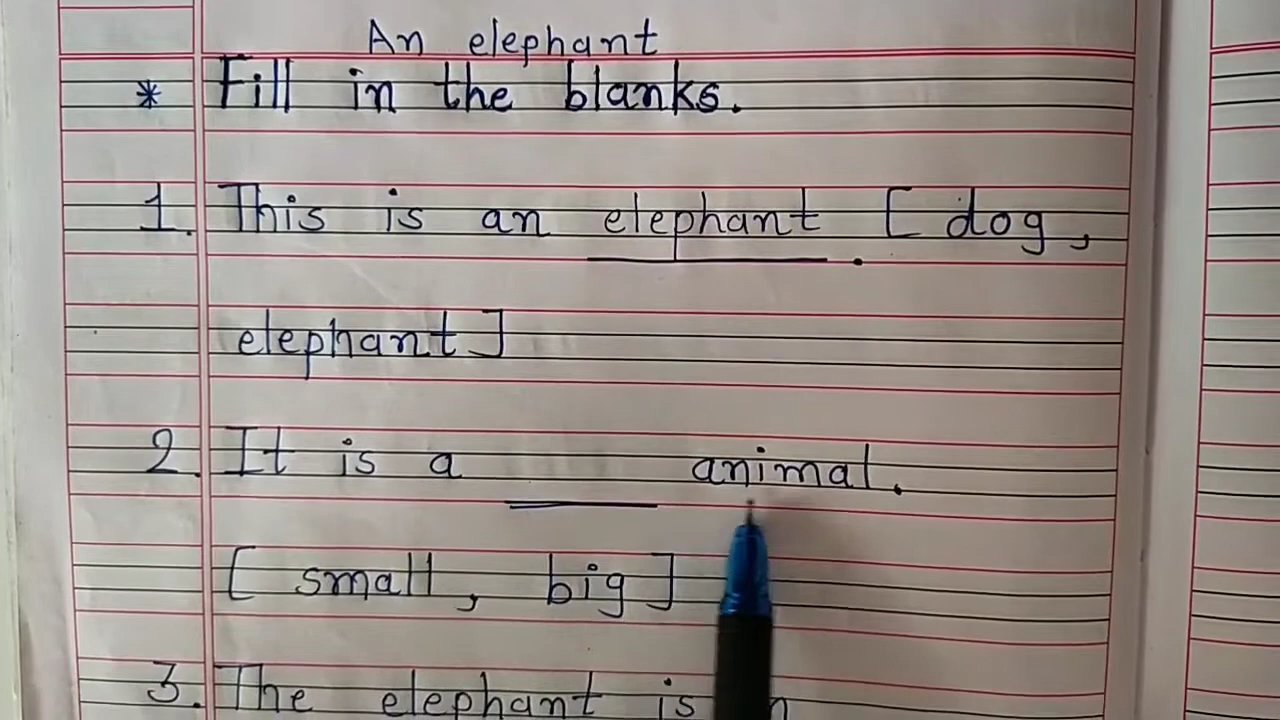 An elephant
* Fill in the blanks.
1. This is an elephant. [ dog,
elephant ]
2. It is a ____ animal.
[ small, big ]
3. The elephant is